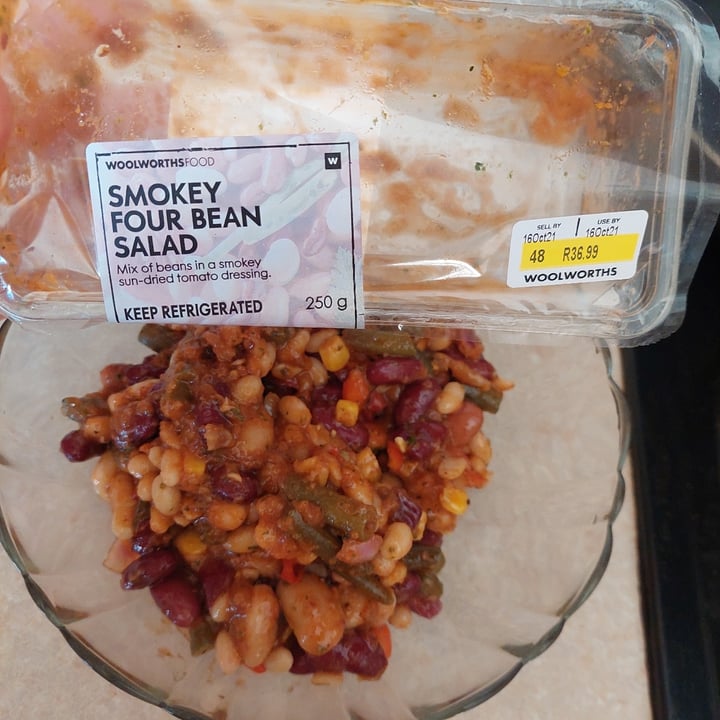 WOOLWORTHSFOOD
W
SMOKEY
FOUR BEAN
SALAD
Mix of beans in a smokey
sun-dried tomato dressing.
KEEP REFRIGERATED
250 g
SELL BY USE BY
16Oct21 16Oct21
48 R36.99
WOOLWORTHS